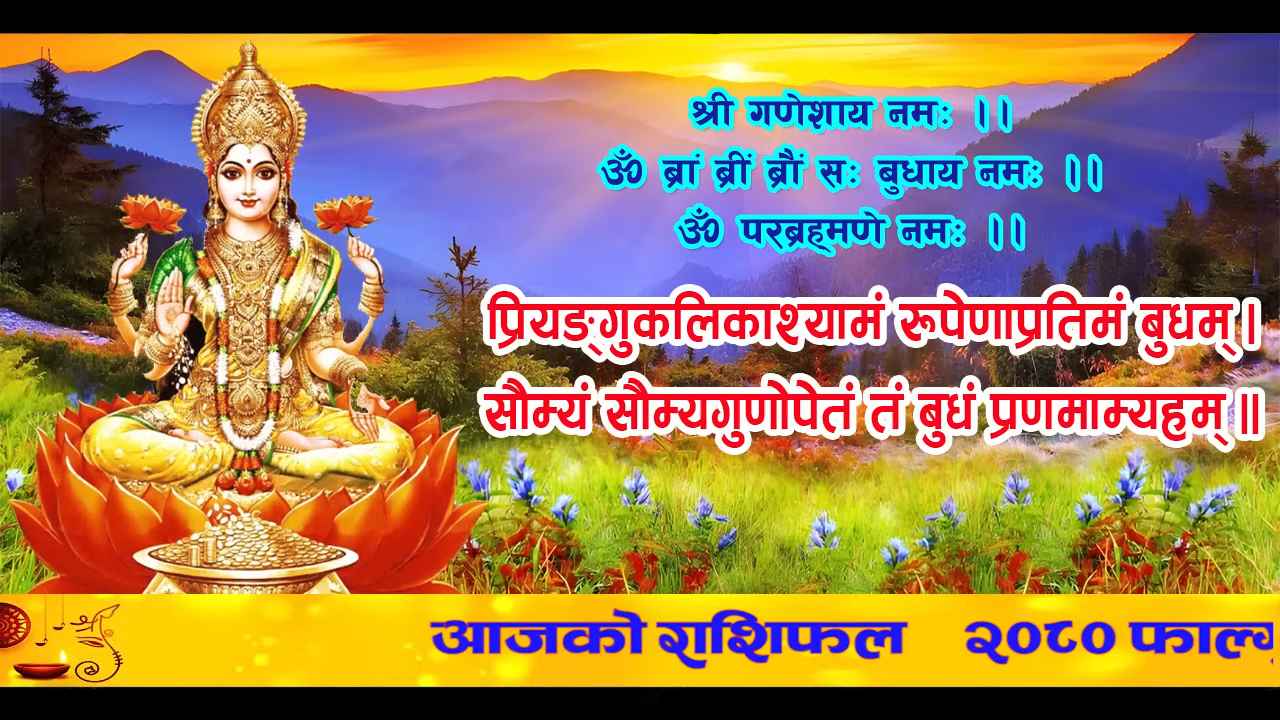 श्री गणेशाय नमः ।।
ॐ ब्रां ब्रीं ब्रौं सः बुधाय नमः ।।
ॐ परब्रह्मणे नमः ।।
प्रियङ्गुकलिकाश्यामं रूपेणाप्रतिमं बुधम् ।
सौम्यं सौम्यगुणोपेतं तं बुधं प्रणमाम्यहम् ॥
श्री
आजको राशिफल २०८० फाल्